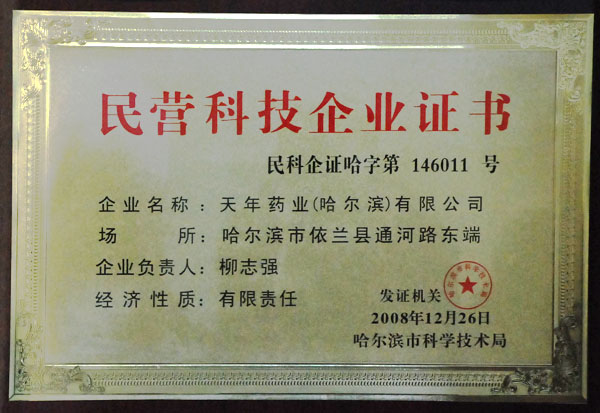 民营科技企业证书
民科企证哈字第 146011 号
企业名称：天年药业(哈尔滨)有限公司
场 所：哈尔滨市依兰县通河路东端
企业负责人：柳志强
经济性质：有限责任
发证机关
2008年12月26日
哈尔滨市科学技术局